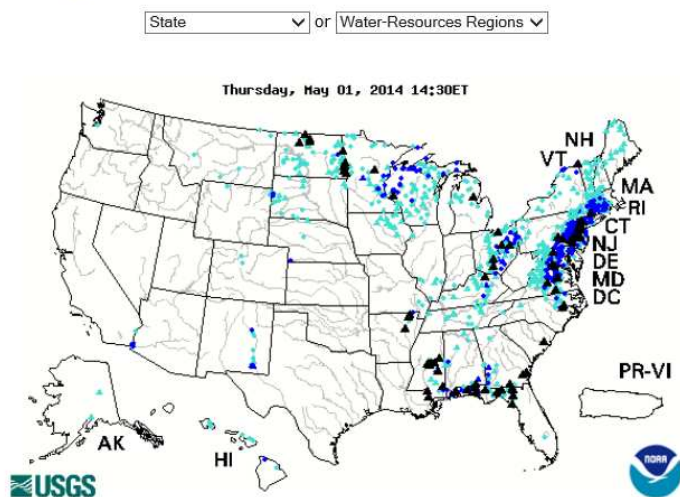 State or Water-Resources Regions
Thursday, May 01, 2014 14:30ET
NH
VT
MA
RI
CT
NJ
DE
MD
DC
PR-VI
AK
HI
USGS
NOAA